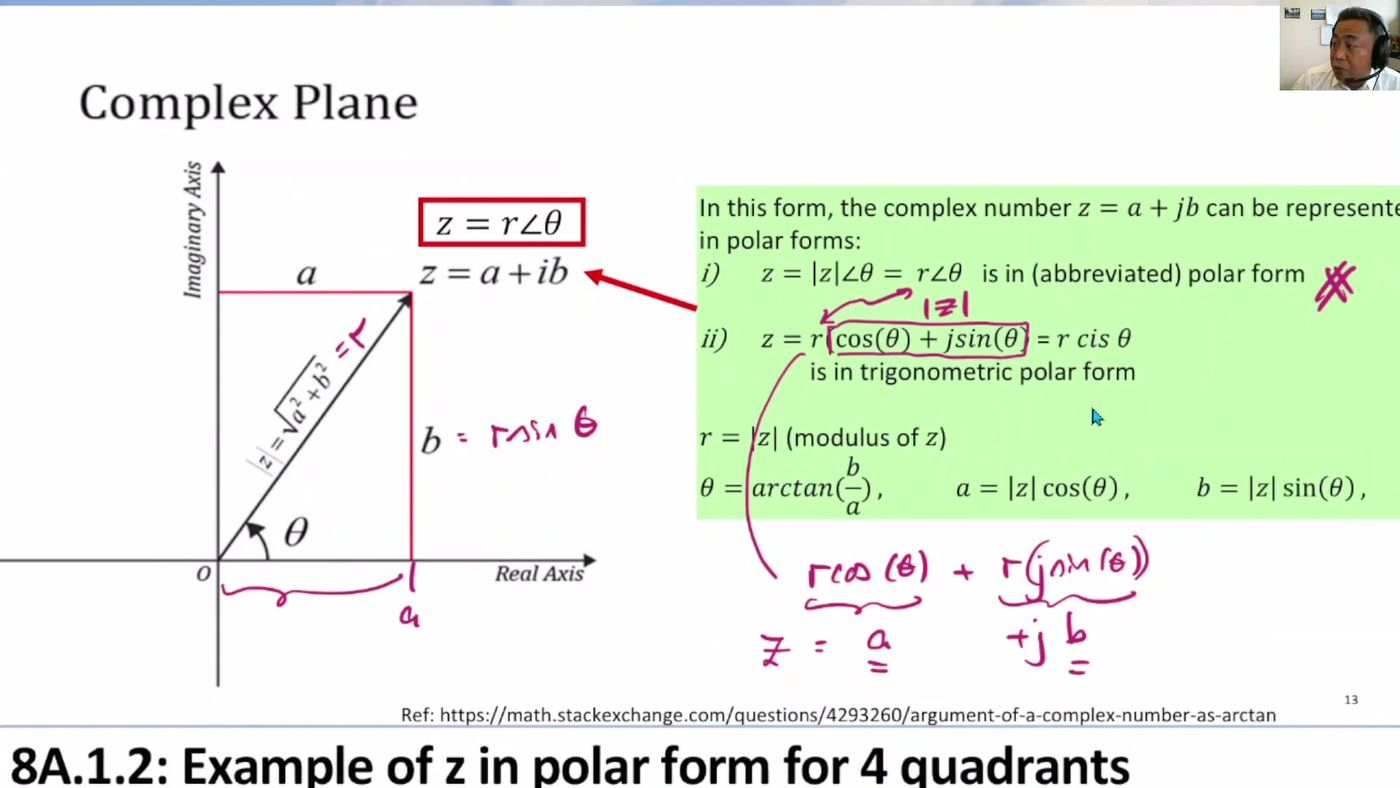 Complex Plane
Imaginary Axis
z = r∠θ
z = a + ib
a
|z| = √a² + b² = r
b = r sin θ
θ
O
Real Axis
a
In this form, the complex number z = a + jb can be represente
in polar forms:
i) z = |z|∠θ = r∠θ is in (abbreviated) polar form
|z|
ii) z = r(cos(θ) + jsin(θ) = r cis θ
is in trigonometric polar form
r = |z| (modulus of z)
θ = arctan(b/a), a = |z| cos(θ), b = |z| sin(θ),
r cos (θ) + r(j sin (θ))
z = a + j b
13
Ref: https://math.stackexchange.com/questions/4293260/argument-of-a-complex-number-as-arctan
8A.1.2: Example of z in polar form for 4 quadrants